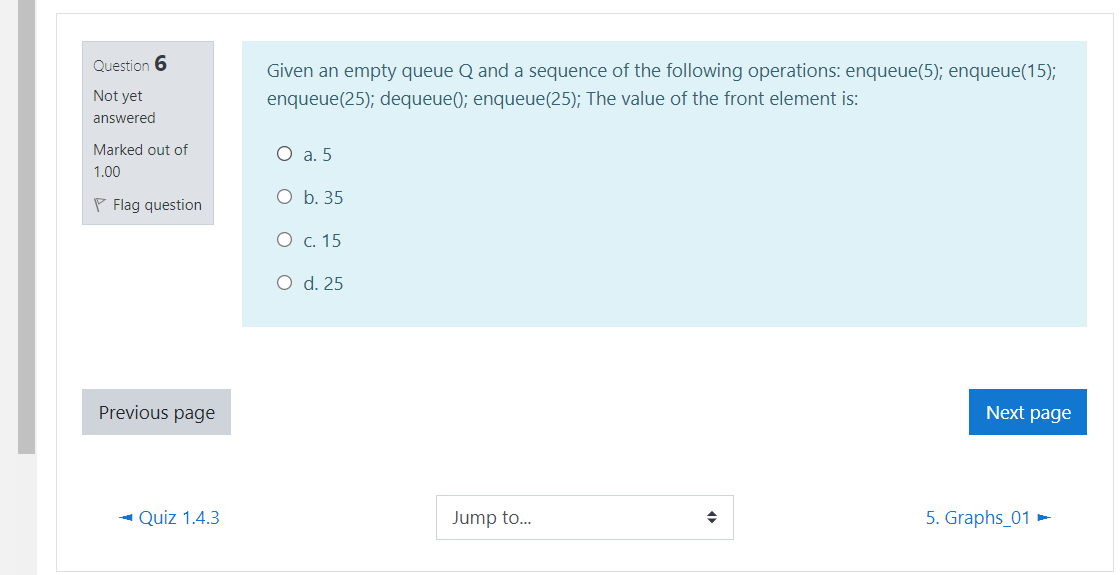 Question 6
Not yet
answered
Marked out of
1.00
Flag question
Given an empty queue Q and a sequence of the following operations: enqueue(5); enqueue(15);
enqueue(25); dequeue(); enqueue(25); The value of the front element is:
a. 5
b. 35
c. 15
d. 25
Previous page
Next page
◄ Quiz 1.4.3
Jump to...
5. Graphs_01 ►